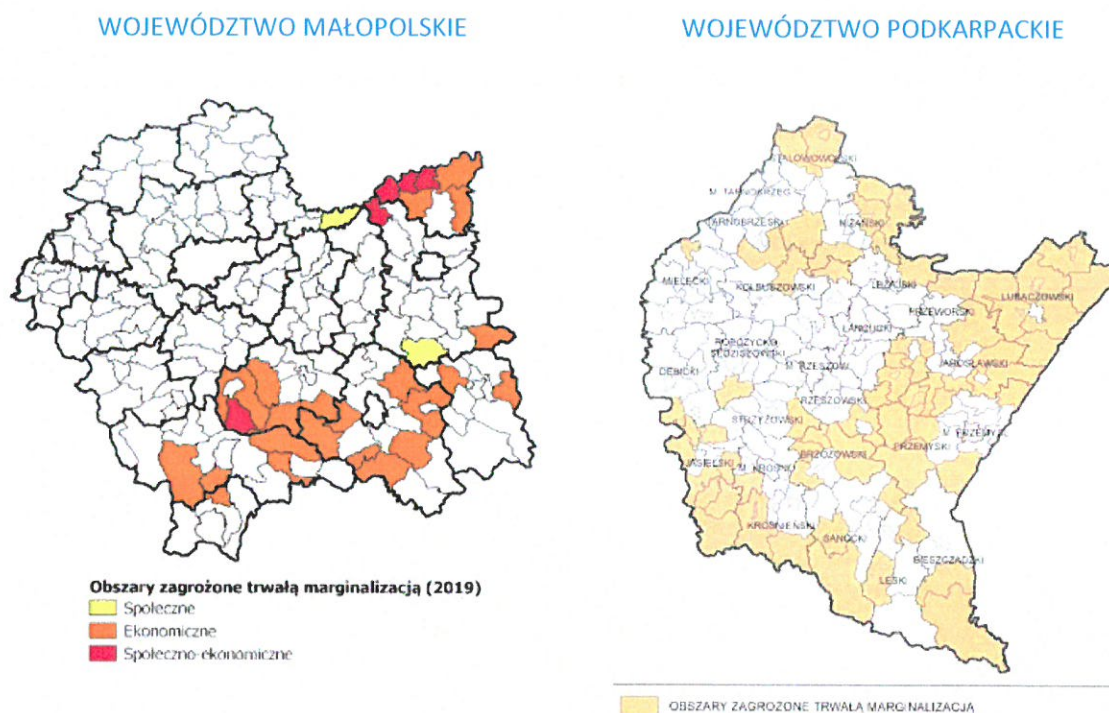 WOJEWÓDZTWO MAŁOPOLSKIE
Obszary zagrożone trwałą marginalizacją (2019)
Społeczne
Ekonomiczne
Społeczno-ekonomiczne
WOJEWÓDZTWO PODKARPACKIE
STALOWOWOLSKI
M. TARNOBRZEG
TARNOBRZESKI
NIŻAŃSKI
MIELECKI
KOLBUSZOWSKI
LEŻAJSKI
LUBACZOWSKI
PRZEWORSKI
ŁAŃCUCKI
ROPCZYCKO
SĘDZISZOWSKI
JAROSŁAWSKI
DĘBICKI
M. RZESZÓW
RZESZOWSKI
STRZYŻOWSKI
M. PRZEMYŚL
PRZEMYSKI
BRZOZOWSKI
JASIELSKI
M. KROSNO
KROŚNIEŃSKI
SANOCKI
BIESZCZADZKI
LESKI
OBSZARY ZAGROŻONE TRWAŁĄ MARGINALIZACJĄ